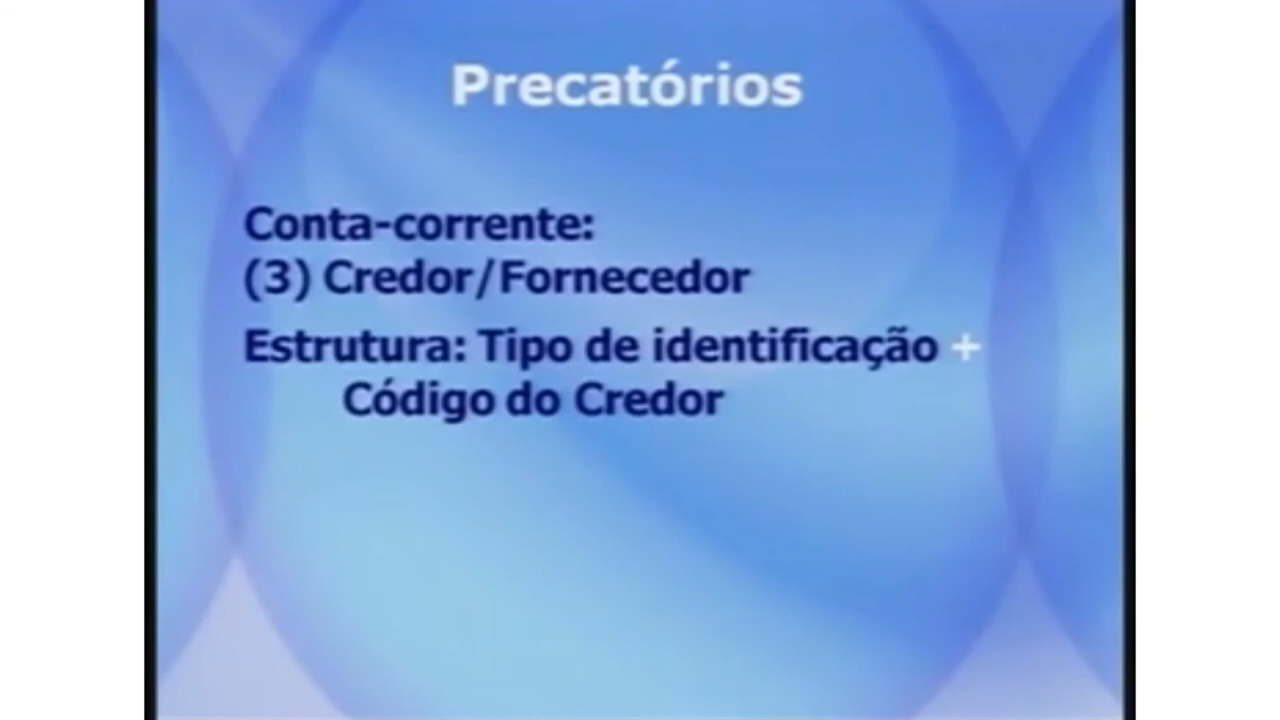 Precatórios
Conta-corrente:
(3) Credor/Fornecedor
Estrutura: Tipo de identificação +
Código do Credor